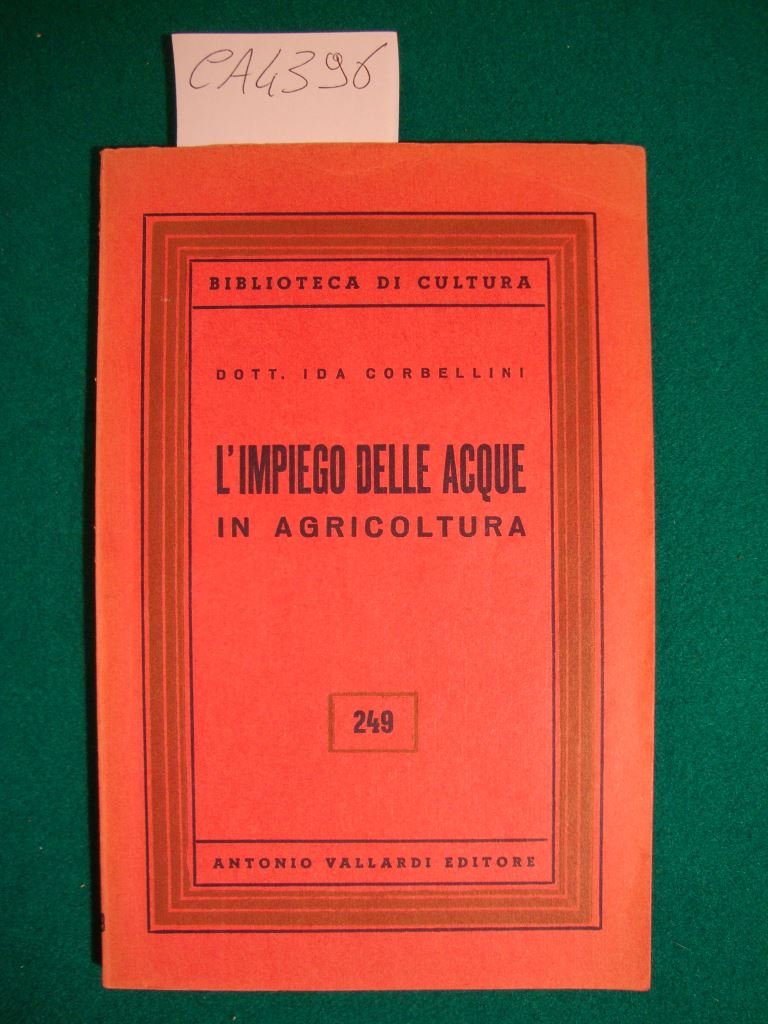 CA4396
BIBLIOTECA DI CULTURA
DOTT. IDA CORBELLINI
L'IMPIEGO DELLE ACQUE
IN AGRICOLTURA
249
ANTONIO VALLARDI EDITORE